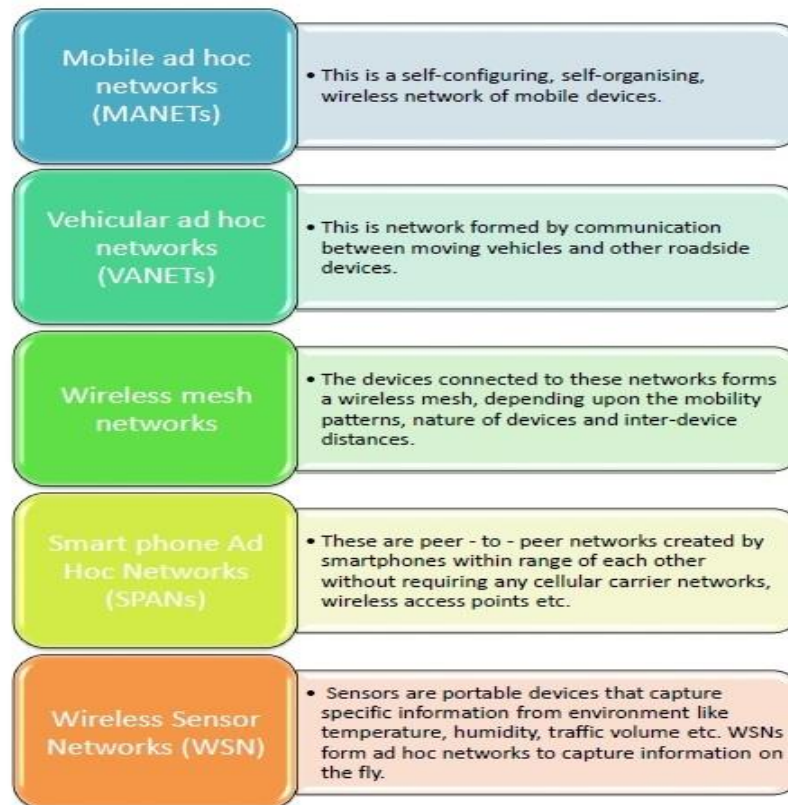 Mobile ad hoc
networks
(MANETs)
• This is a self-configuring, self-organising,
wireless network of mobile devices.
Vehicular ad hoc
networks
(VANETs)
• This is network formed by communication
between moving vehicles and other roadside
devices.
Wireless mesh
networks
• The devices connected to these networks forms
a wireless mesh, depending upon the mobility
patterns, nature of devices and inter-device
distances.
Smart phone Ad
Hoc Networks
(SPANs)
• These are peer - to - peer networks created by
smartphones within range of each other
without requiring any cellular carrier networks,
wireless access points etc.
Wireless Sensor
Networks (WSN)
• Sensors are portable devices that capture
specific information from environment like
temperature, humidity, traffic volume etc. WSNs
form ad hoc networks to capture information on
the fly.